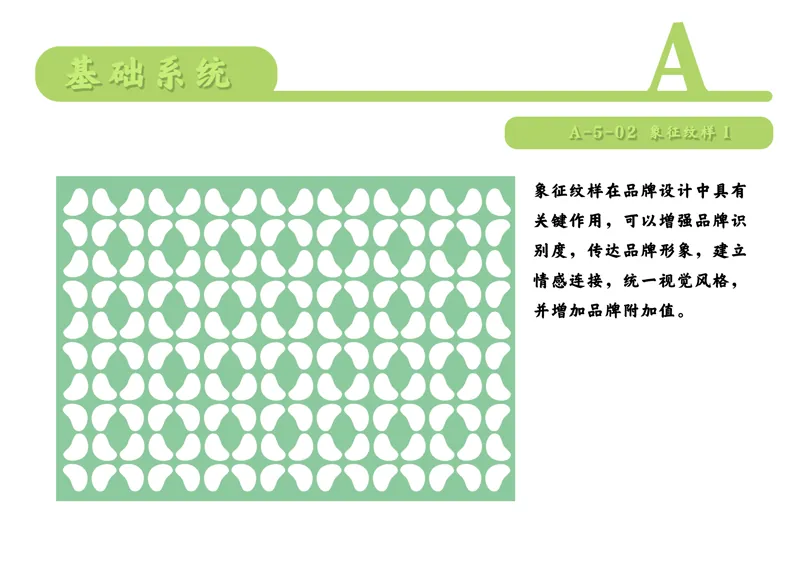 基础系统
A
A-5-02 象征纹样1
象征纹样在品牌设计中具有
关键作用，可以增强品牌识
别度，传达品牌形象，建立
情感连接，统一视觉风格，
并增加品牌附加值。